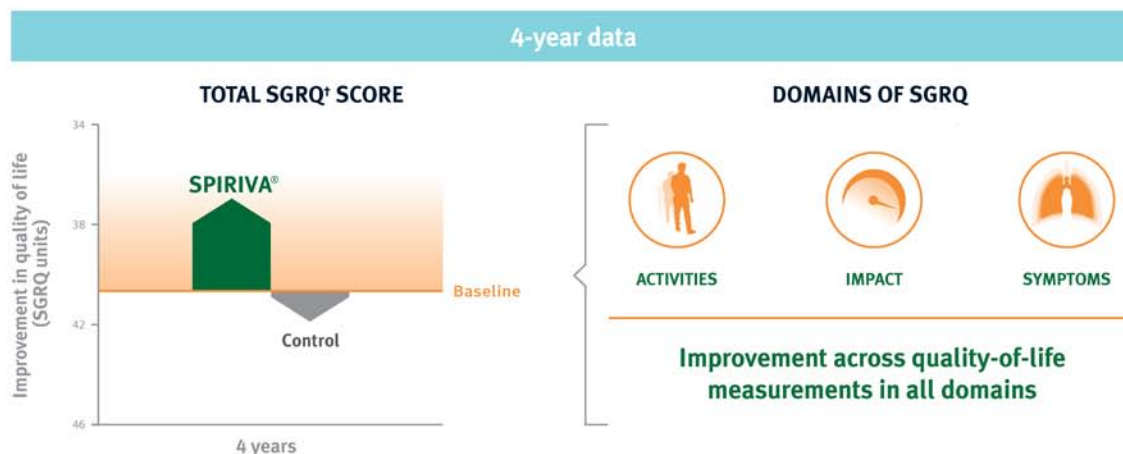 4-year data
TOTAL SGRQ† SCORE
Improvement in quality of life
(SGRQ units)
34
38
42
46
SPIRIVA®
Baseline
Control
4 years
DOMAINS OF SGRQ
ACTIVITIES
IMPACT
SYMPTOMS
Improvement across quality-of-life
measurements in all domains